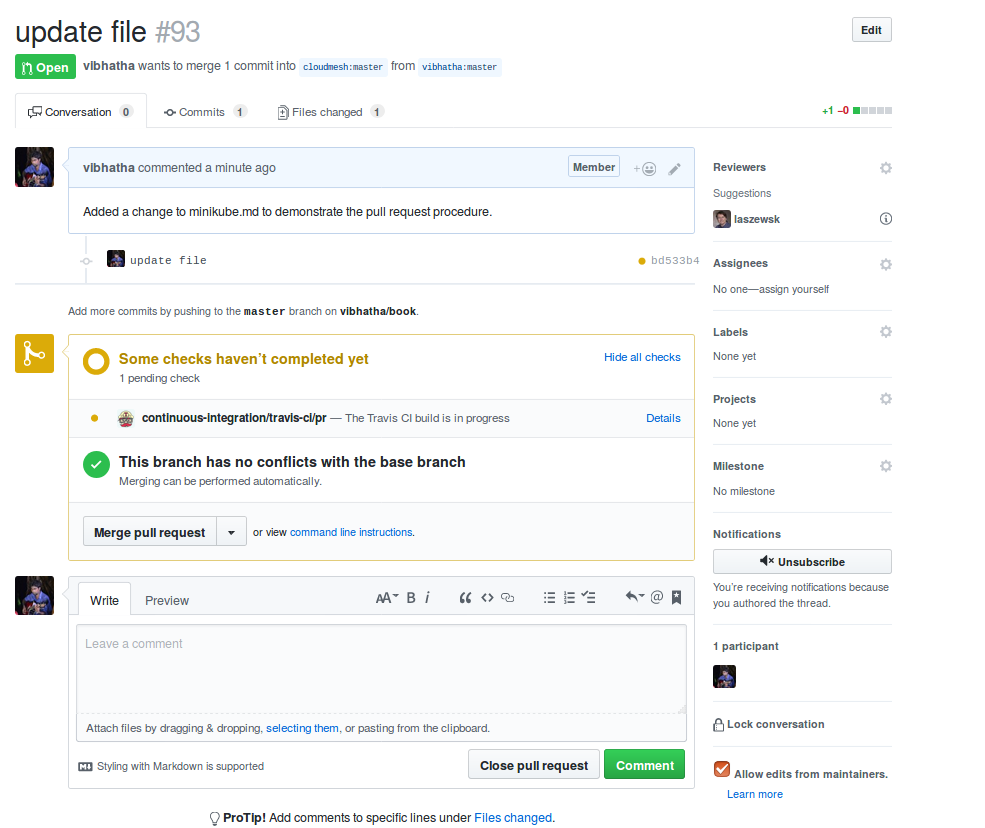 update file #93
Edit
Open vibhatha wants to merge 1 commit into cloudmesh:master from vibhatha:master
Conversation 0 Commits 1 Files changed 1
+1 −0
vibhatha commented a minute ago
Member
Added a change to minikube.md to demonstrate the pull request procedure.
update file
bd533b4
Add more commits by pushing to the master branch on vibhatha/book.
Some checks haven’t completed yet
Hide all checks
1 pending check
continuous-integration/travis-ci/pr — The Travis CI build is in progress
Details
This branch has no conflicts with the base branch
Merging can be performed automatically.
Merge pull request
or view command line instructions.
Write Preview
AA B i
Leave a comment
Attach files by dragging & dropping, selecting them, or pasting from the clipboard.
Styling with Markdown is supported
Close pull request
Comment
ProTip! Add comments to specific lines under Files changed.
Reviewers
Suggestions
laszewsk
Assignees
No one—assign yourself
Labels
None yet
Projects
None yet
Milestone
No milestone
Notifications
Unsubscribe
You’re receiving notifications because
you authored the thread.
1 participant
Lock conversation
Allow edits from maintainers.
Learn more